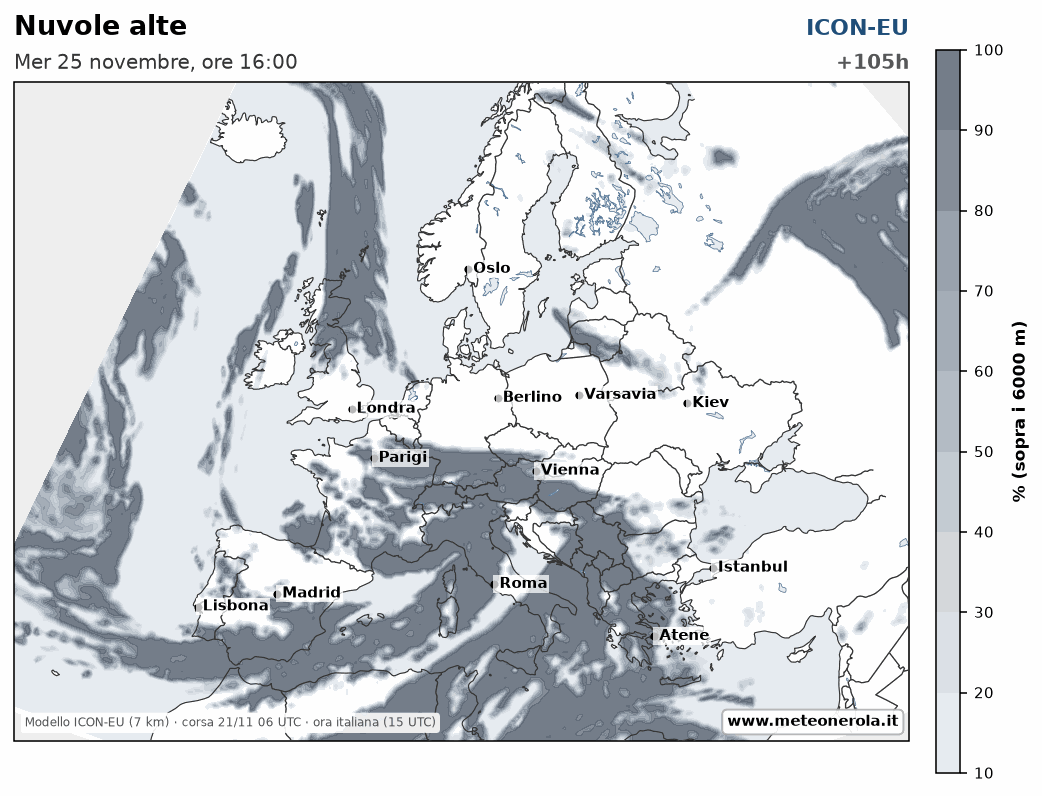 Nuvole alte
ICON-EU
Mer 25 novembre, ore 16:00
+105h
Oslo
Londra
Berlino
Varsavia
Kiev
Parigi
Vienna
Istanbul
Roma
Madrid
Lisbona
Atene
Modello ICON-EU (7 km) · corsa 21/11 06 UTC · ora italiana (15 UTC)
www.meteonerola.it
100
90
80
70
60
50
40
30
20
10
% (sopra i 6000 m)